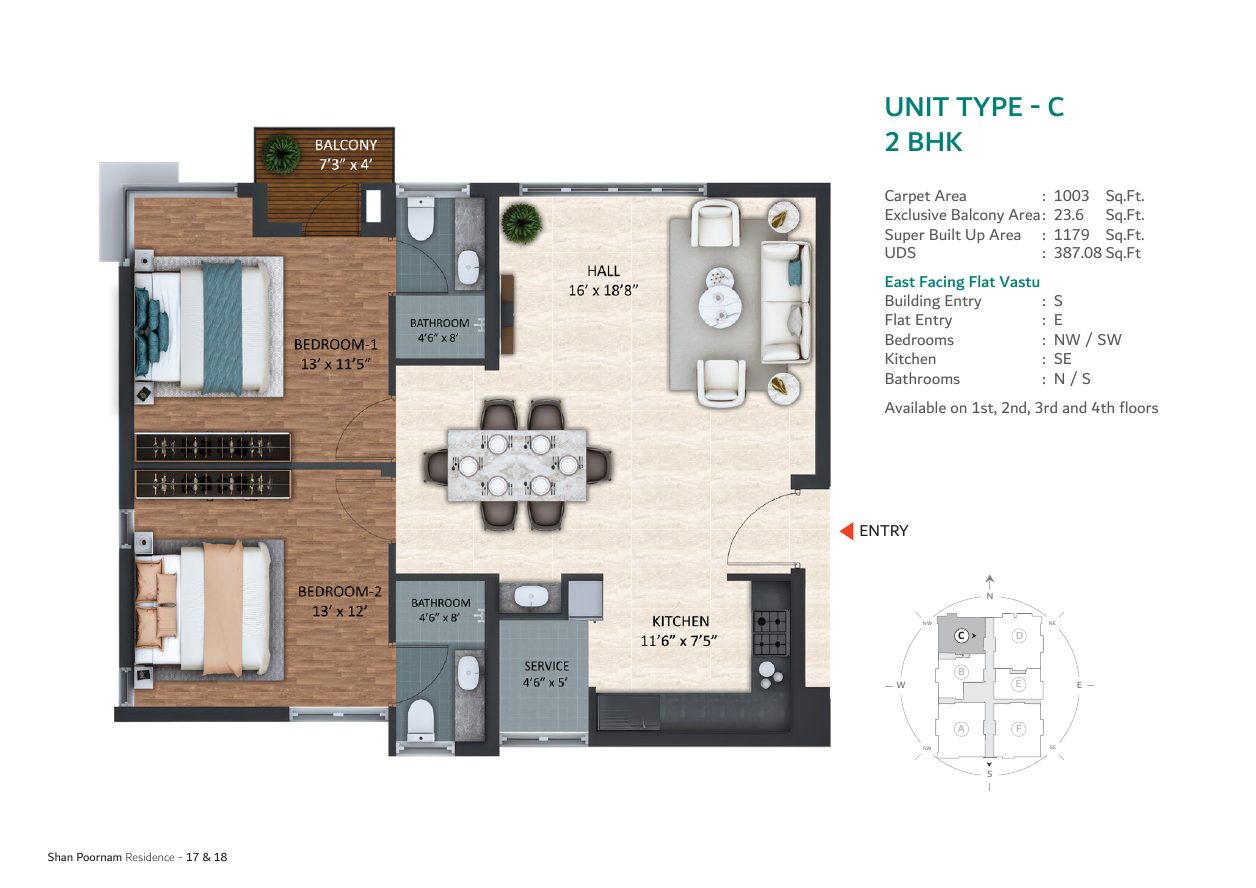 UNIT TYPE - C
2 BHK
Carpet Area : 1003 Sq.Ft.
Exclusive Balcony Area : 23.6 Sq.Ft.
Super Built Up Area : 1179 Sq.Ft.
UDS : 387.08 Sq.Ft
East Facing Flat Vastu
Building Entry : S
Flat Entry : E
Bedrooms : NW / SW
Kitchen : SE
Bathrooms : N / S
Available on 1st, 2nd, 3rd and 4th floors
BALCONY
7'3" x 4'
HALL
16' x 18'8"
BATHROOM
4'6" x 8'
BEDROOM-1
13' x 11'5"
ENTRY
BEDROOM-2
13' x 12'
BATHROOM
4'6" x 8'
KITCHEN
11'6" x 7'5"
SERVICE
4'6" x 5'
N
NW
NE
C
D
B
E
W
E
A
F
SW
SE
S
Shan Poornam Residence - 17 & 18